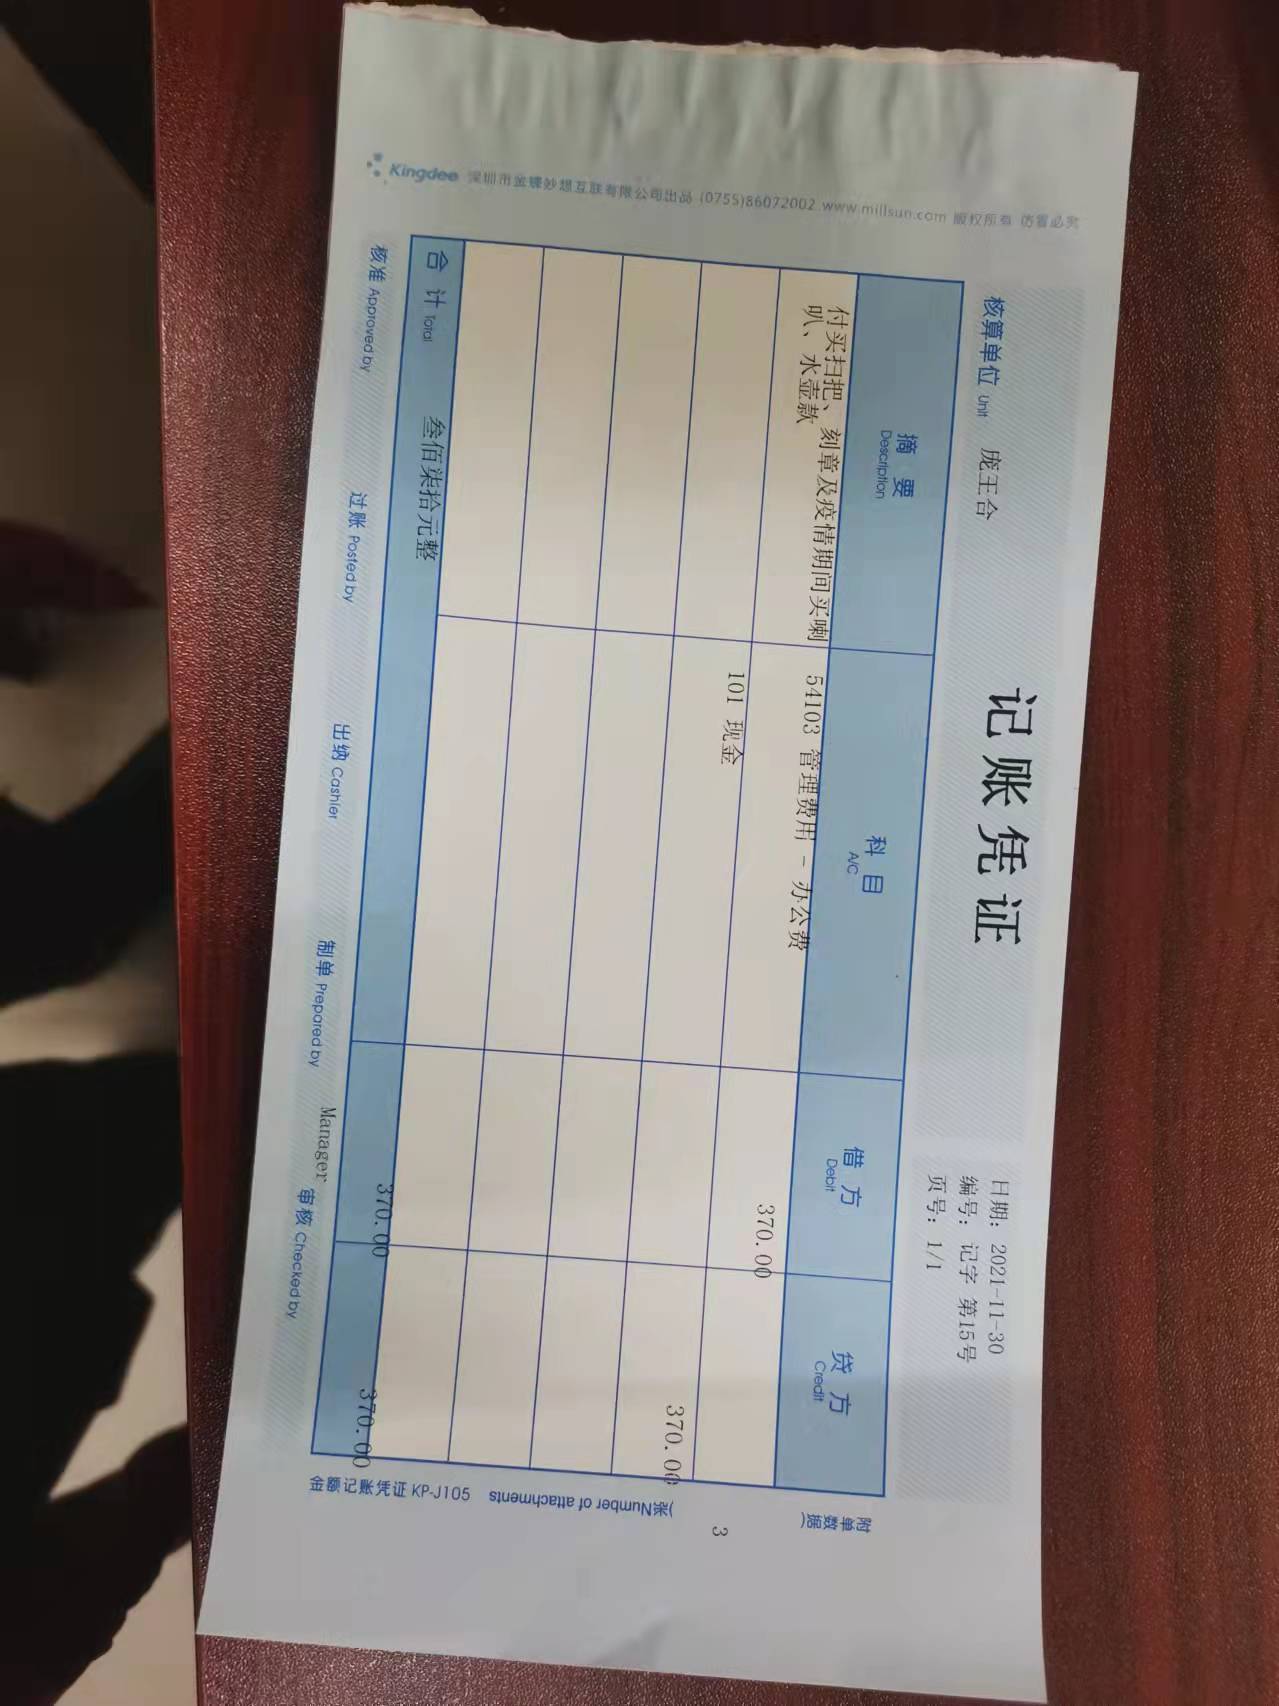 记账凭证
日期: 2021-11-30
编号: 记字 第15号
页号: 1/1
核算单位 Unit 庞王合
摘要 Description
科目 A/C
借方 Debit
贷方 Credit
付买扫把、刻章及疫情期间买喇
叭、水壶款
54103 管理费用 - 办公费
370.00
101 现金
370.00
合计 Total 叁佰柒拾元整
370.00
370.00
附单据数(
3
)张 Number of attachments
金额记账凭证 KP-J105
核准 Approved by
过账 Posted by
出纳 Cashier
制单 Prepared by Manager
审核 Checked by
Kingdee 深圳市金蝶妙想互联有限公司出品 (0755)86072002 www.millsun.com 版权所有 仿冒必究